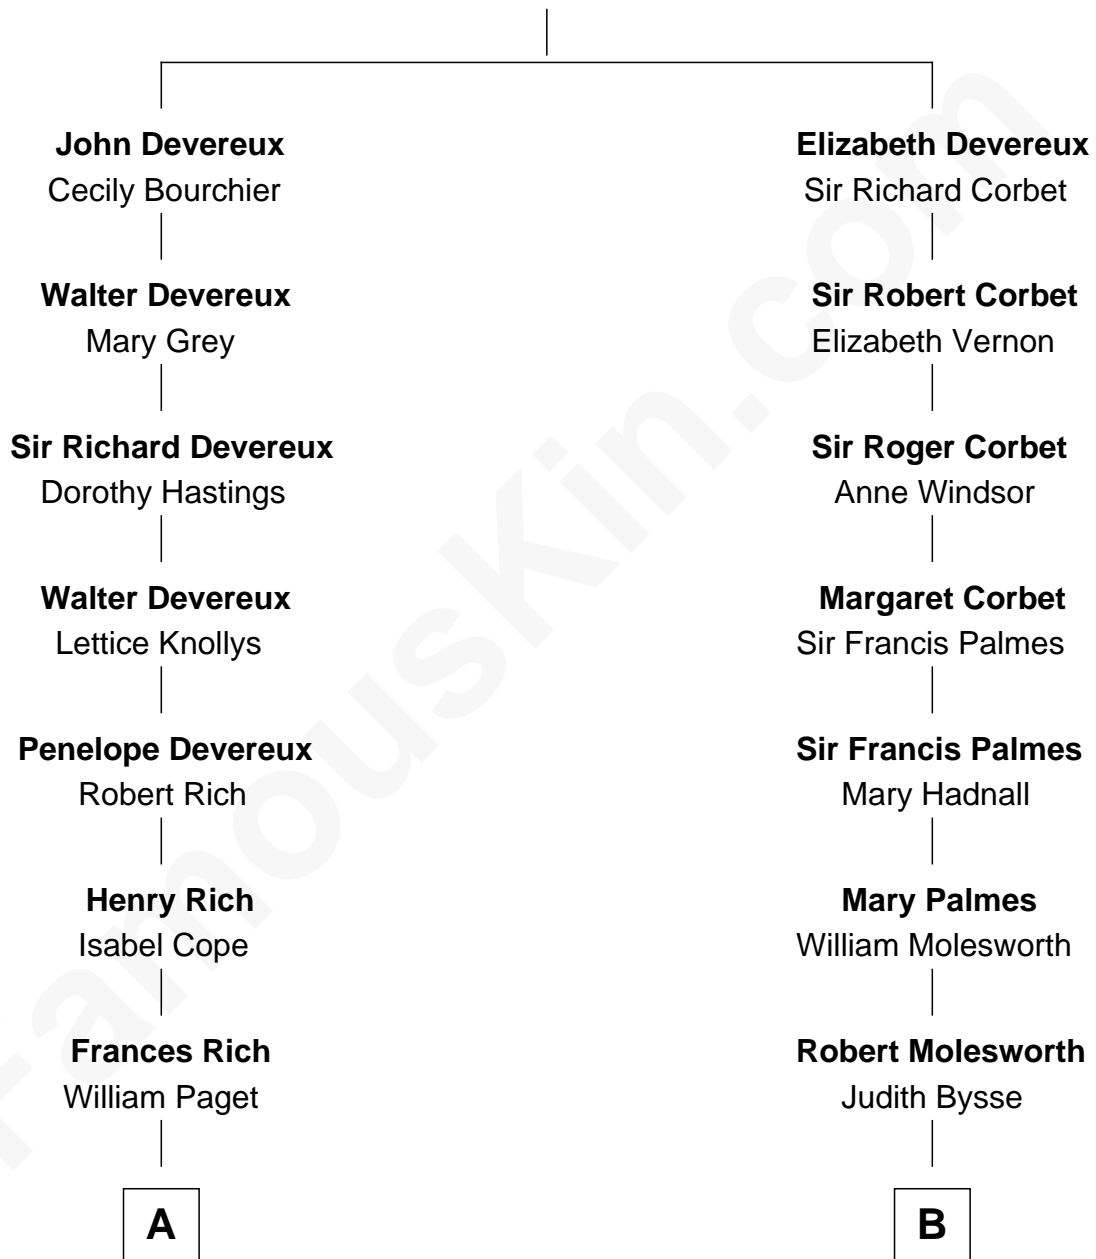 John Devereux
Cecily Bourchier
Elizabeth Devereux
Sir Richard Corbet
Walter Devereux
Mary Grey
Sir Robert Corbet
Elizabeth Vernon
Sir Richard Devereux
Dorothy Hastings
Sir Roger Corbet
Anne Windsor
Walter Devereux
Lettice Knollys
Margaret Corbet
Sir Francis Palmes
Penelope Devereux
Robert Rich
Sir Francis Palmes
Mary Hadnall
Henry Rich
Isabel Cope
Mary Palmes
William Molesworth
Frances Rich
William Paget
Robert Molesworth
Judith Bysse
A
B
FamousKin.com